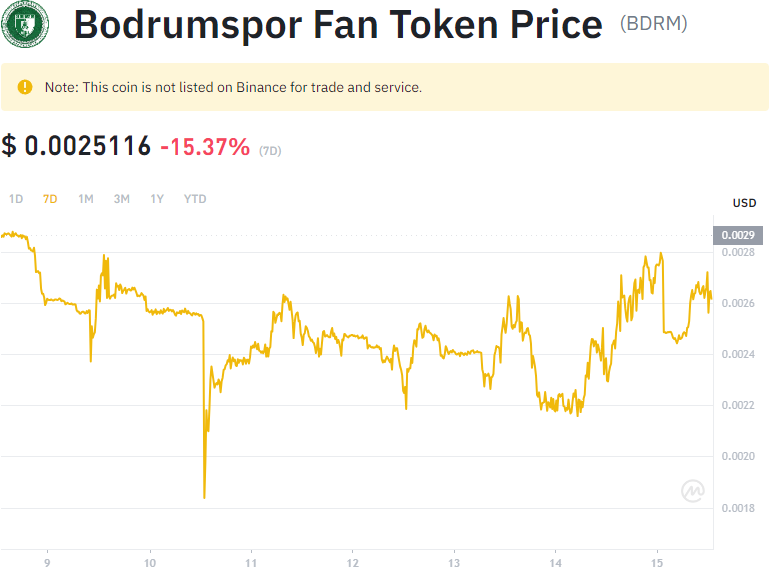 Bodrumspor Fan Token Price (BDRM)
Note: This coin is not listed on Binance for trade and service.
$ 0.0025116 -15.37% (7D)
1D 7D 1M 3M 1Y YTD
USD
0.0029
0.0028
0.0026
0.0024
0.0022
0.0020
0.0018
9 10 11 12 13 14 15